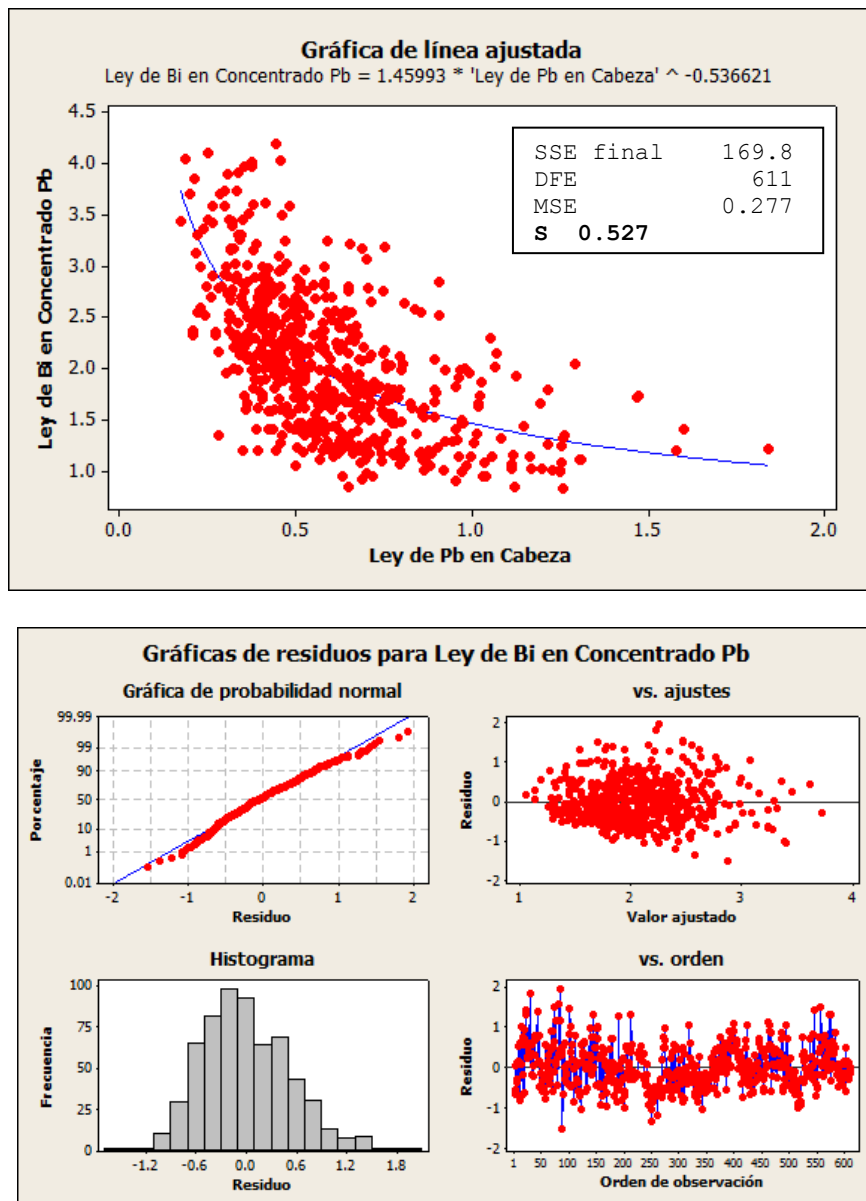 Gráfica de línea ajustada
Ley de Bi en Concentrado Pb = 1.45993 * 'Ley de Pb en Cabeza' ^ -0.536621
SSE final 169.8
DFE 611
MSE 0.277
S 0.527
Ley de Bi en Concentrado Pb
4.5
4.0
3.5
3.0
2.5
2.0
1.5
1.0
0.0 0.5 1.0 1.5 2.0
Ley de Pb en Cabeza
Gráficas de residuos para Ley de Bi en Concentrado Pb
Gráfica de probabilidad normal
Porcentaje
99.99
99
90
50
10
1
0.01
-2 -1 0 1 2
Residuo
vs. ajustes
Residuo
2
1
0
-1
-2
1 2 3 4
Valor ajustado
Histograma
Frecuencia
100
75
50
25
0
-1.2 -0.6 0.0 0.6 1.2 1.8
Residuo
vs. orden
Residuo
2
1
0
-1
-2
1 50 100 150 200 250 300 350 400 450 500 550 600
Orden de observación